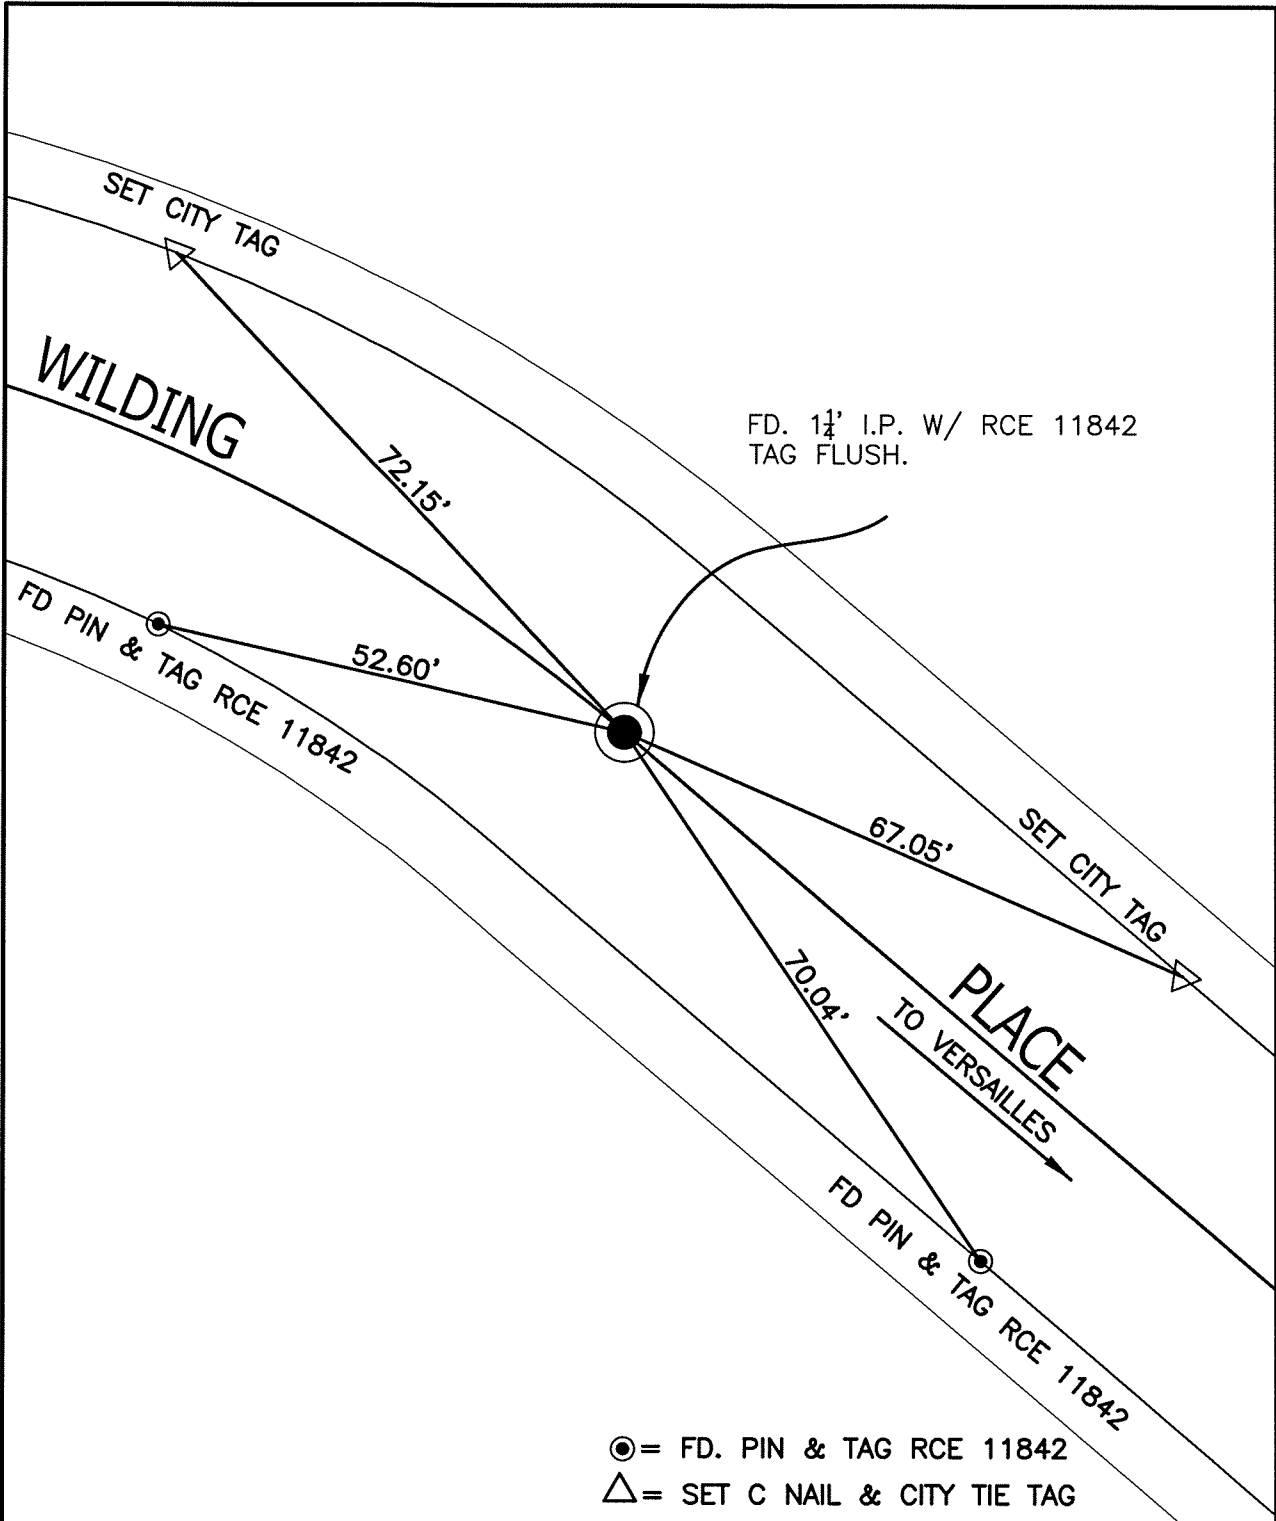 SET CITY TAG
WILDING
72.15'
FD. 1¼' I.P. W/ RCE 11842
TAG FLUSH.
FD PIN & TAG RCE 11842
52.60'
67.05'
SET CITY TAG
70.04'
PLACE
TO VERSAILLES
FD PIN & TAG RCE 11842
= FD. PIN & TAG RCE 11842
= SET C NAIL & CITY TIE TAG